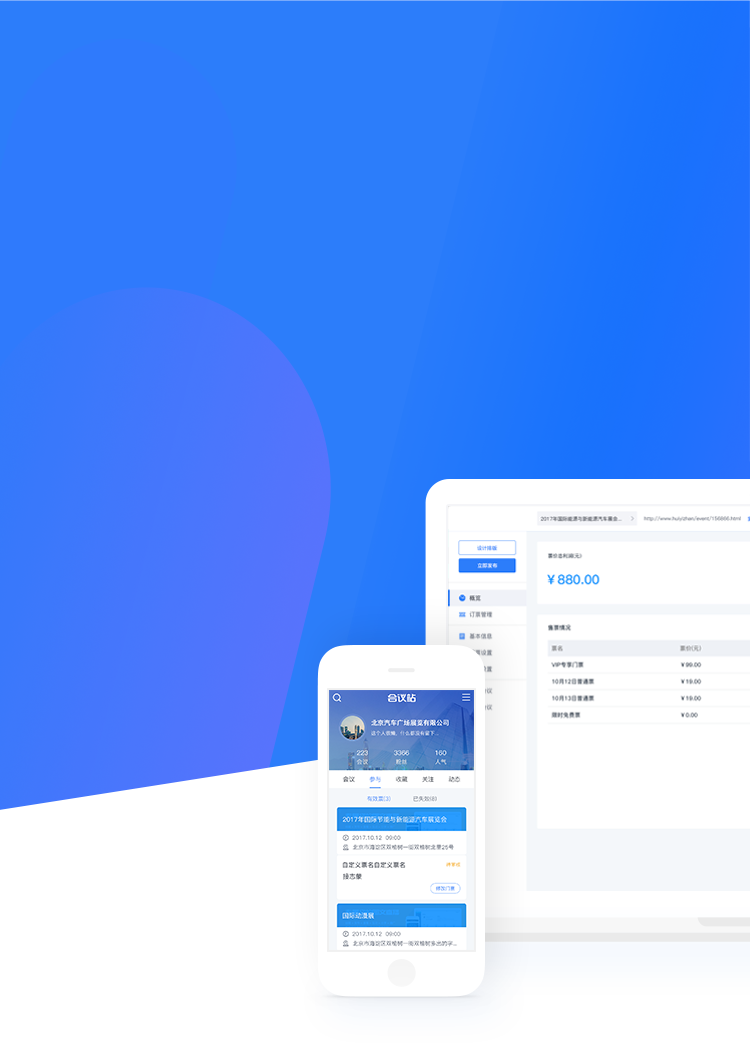 2017年国际能源与新能源汽车展会...
http://www.huiyizhan/event/156666.html
设计排版
立即发布
票价总利润(元)
¥ 880.00
概览
订票管理
基本信息
售票情况
票名
票价(元)
VIP专享门票
¥ 99.00
10月12日普通票
¥ 19.00
10月13日普通票
¥ 19.00
限时免费票
¥ 0.00
设置
会议站
北京汽车广场展览有限公司
这个人很懒,什么都没有留下...
223
3366
160
会议
粉丝
人气
会议
参与
收藏
关注
动态
有效票(3)
已失效(6)
2017年国际节能与新能源汽车展览会
2017.10.12 09:00
北京市海淀区双榆树一街双榆树北里25号
自定义票名自定义票名
待审核
修改门票
国际动漫展
2017.10.12 09:00
北京市海淀区双榆树一街双榆树东出的学...